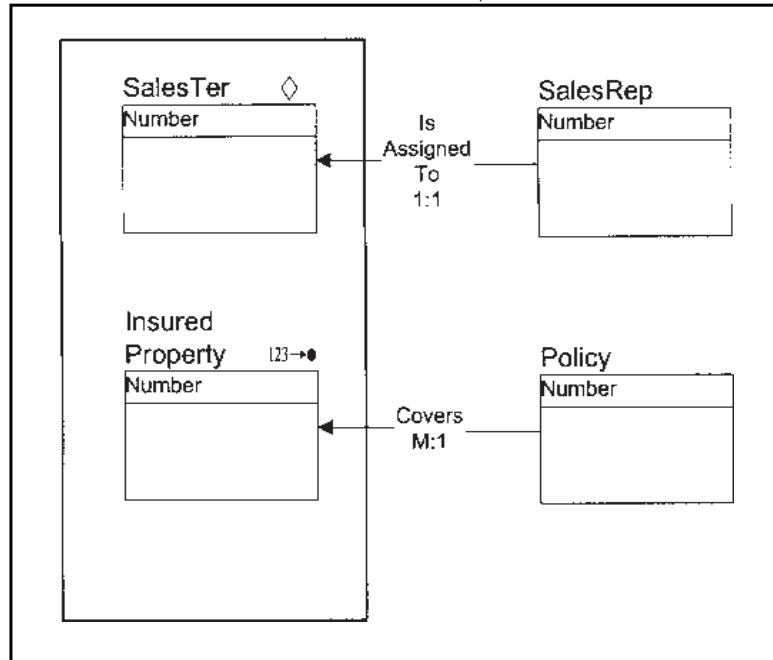 SalesTer
Number
Is
Assigned
To
1:1
SalesRep
Number
Insured
Property 123
Number
Covers
M:1
Policy
Number